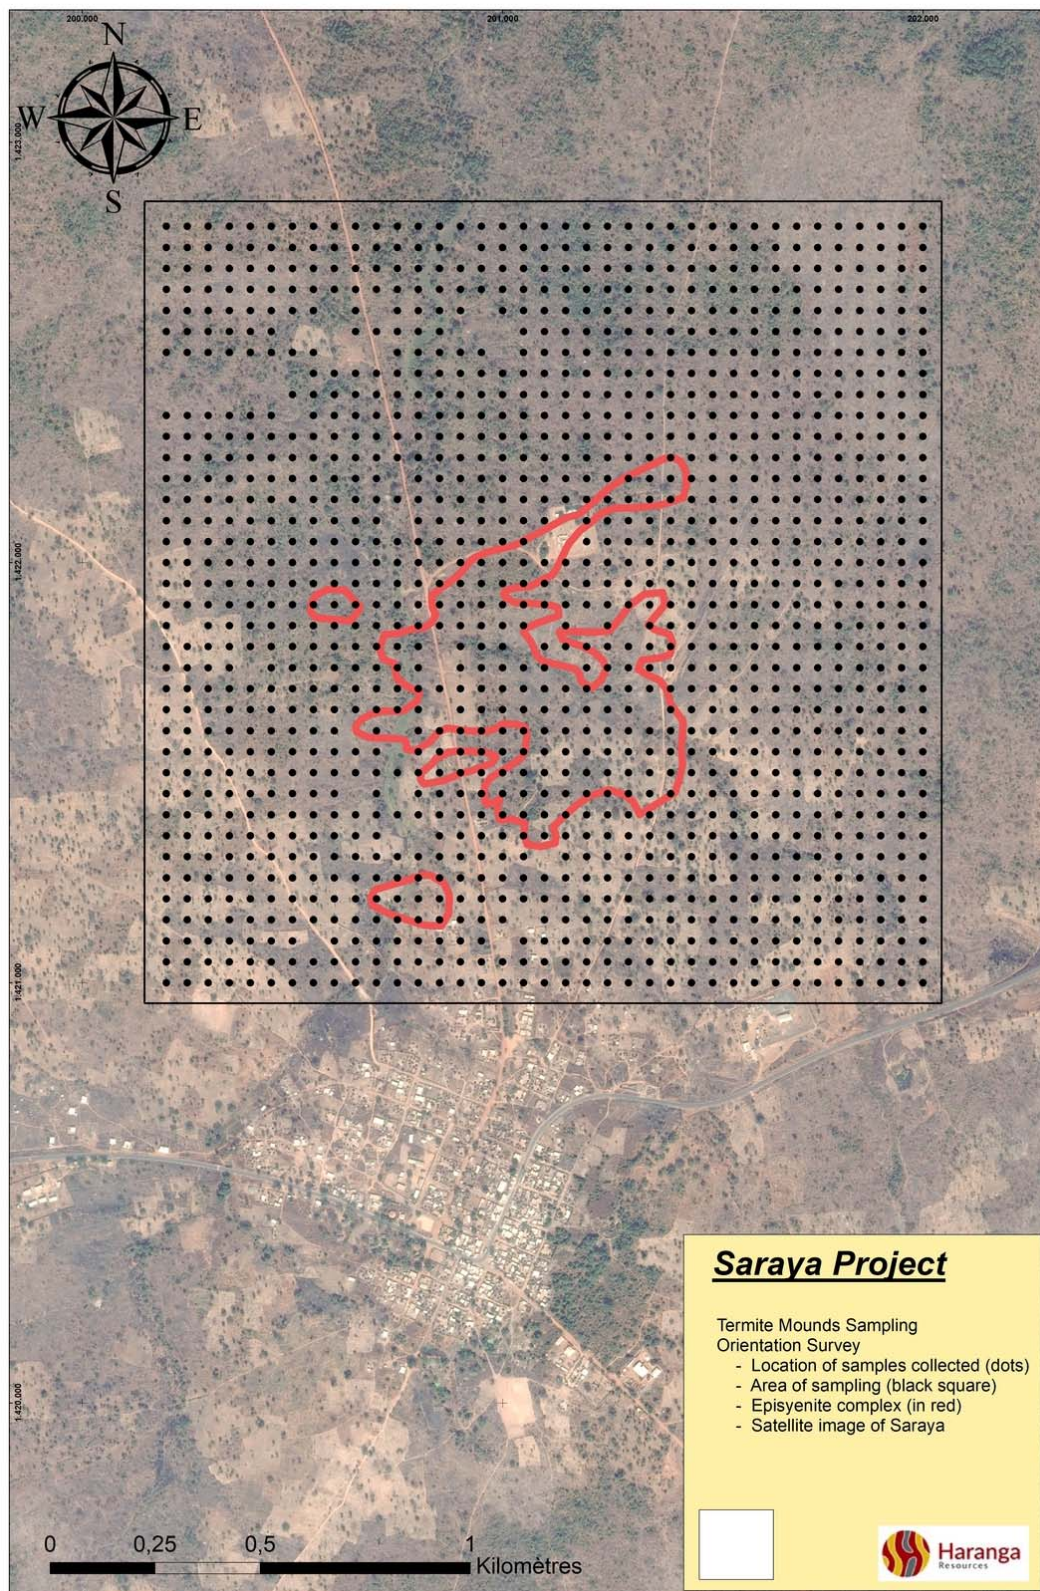 200.000
201.000
202.000
N
W
E
S
1.423.000
1.422.000
1.421.000
1.420.000
Saraya Project
Termite Mounds Sampling
Orientation Survey
- Location of samples collected (dots)
- Area of sampling (black square)
- Episyenite complex (in red)
- Satellite image of Saraya
0 0,25 0,5 1
Kilomètres
Haranga
Resources